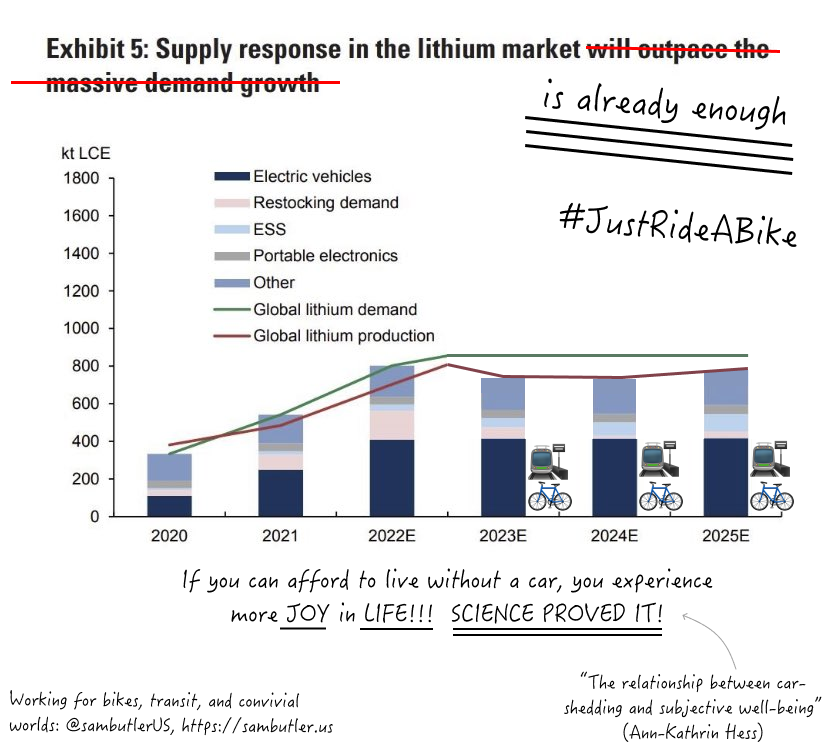 Exhibit 5: Supply response in the lithium market will outpace the
massive demand growth
is already enough
#JustRideABike
kt LCE
1800
1600
1400
1200
1000
800
600
400
200
0
Electric vehicles
Restocking demand
ESS
Portable electronics
Other
Global lithium demand
Global lithium production
2020 2021 2022E 2023E 2024E 2025E
If you can afford to live without a car, you experience
more JOY in LIFE!!! SCIENCE PROVED IT!
"The relationship between car-
shedding and subjective well-being"
(Ann-Kathrin Hess)
Working for bikes, transit, and convivial
worlds: @sambutlerUS, https://sambutler.us